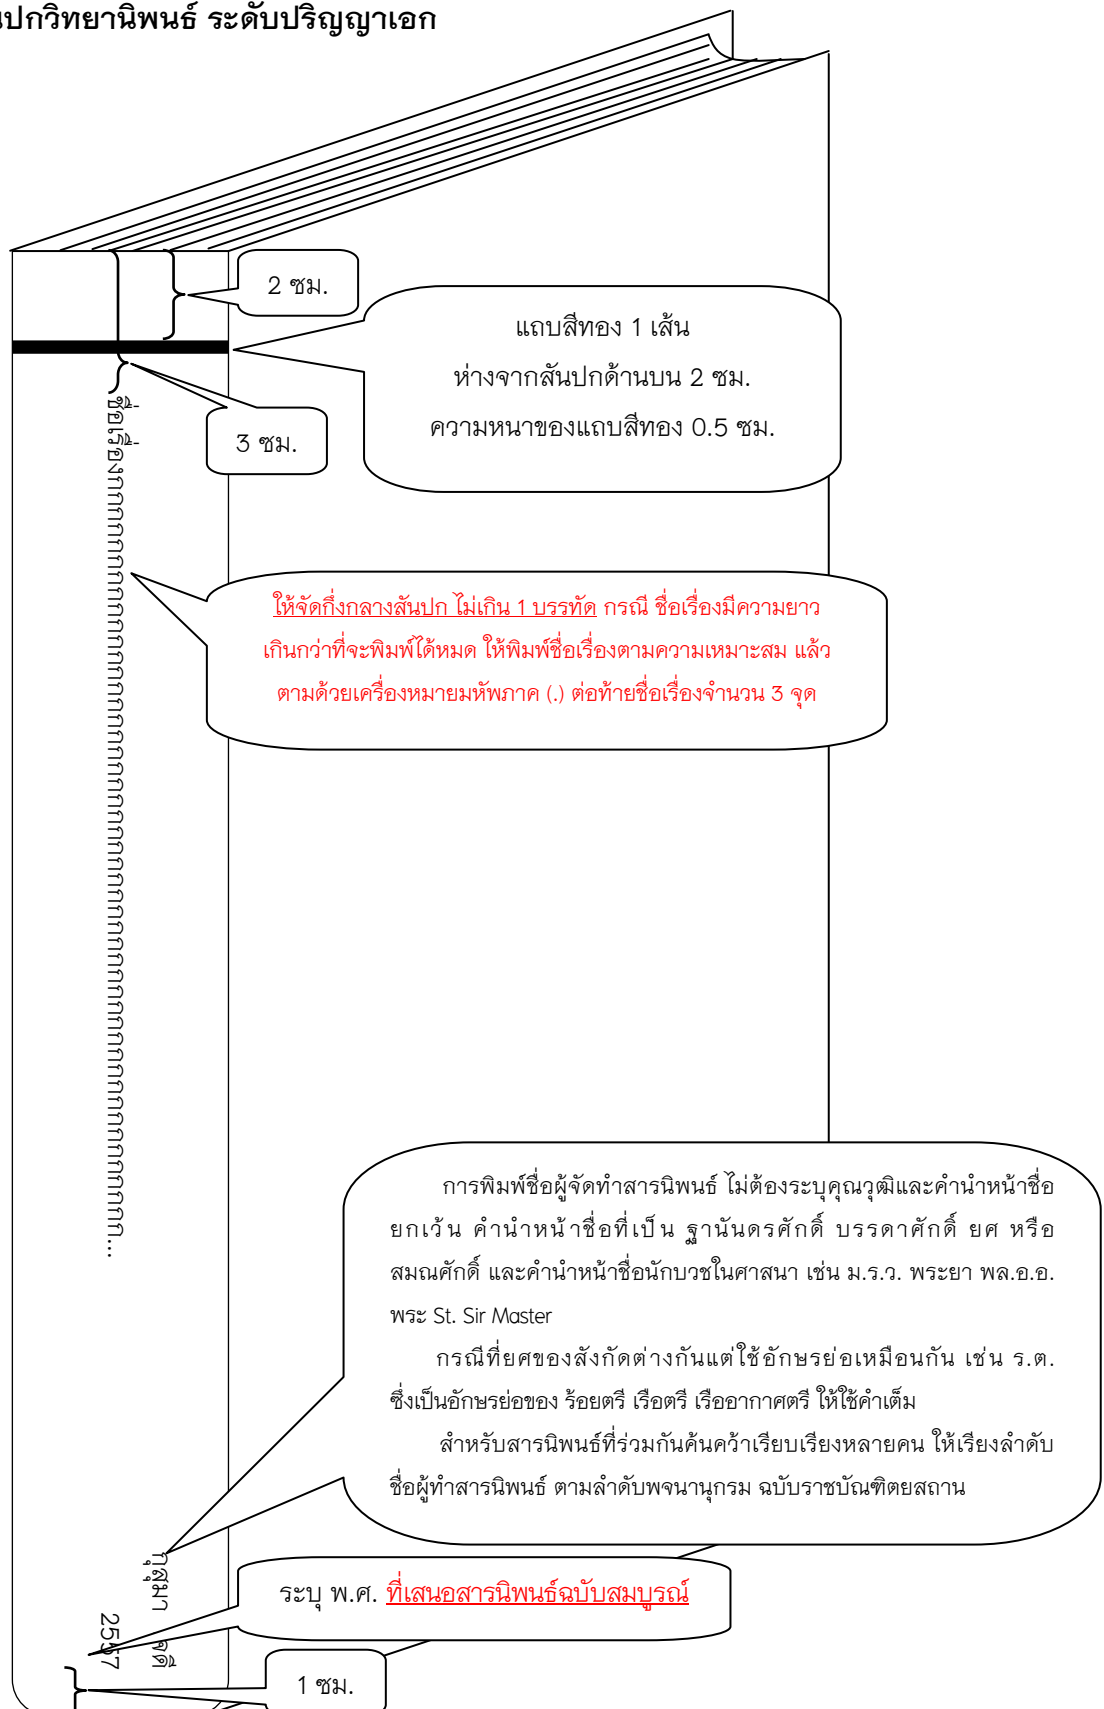 นปกวิทยานิพนธ์ ระดับปริญญาเอก
2 ซม.
แถบสีทอง 1 เส้น
ห่างจากสันปกด้านบน 2 ซม.
ความหนาของแถบสีทอง 0.5 ซม.
3 ซม.
ชื่อเรื่องกกกกกกกกกกกกกกกกกกกกกกกกกกกกกกกกกกกกกกกกกกกกก...
ให้จัดกึ่งกลางสันปก ไม่เกิน 1 บรรทัด กรณี ชื่อเรื่องมีความยาว
เกินกว่าที่จะพิมพ์ได้หมด ให้พิมพ์ชื่อเรื่องตามความเหมาะสม แล้ว
ตามด้วยเครื่องหมายมหัพภาค (.) ต่อท้ายชื่อเรื่องจำนวน 3 จุด
การพิมพ์ชื่อผู้จัดทำสารนิพนธ์ ไม่ต้องระบุคุณวุฒิและคำนำหน้าชื่อ
ยกเว้น คำนำหน้าชื่อที่เป็น ฐานันดรศักดิ์ บรรดาศักดิ์ ยศ หรือ
สมณศักดิ์ และคำนำหน้าชื่อนักบวชในศาสนา เช่น ม.ร.ว. พระยา พล.อ.อ.
พระ St. Sir Master
กรณีที่ยศของสังกัดต่างกันแต่ใช้อักษรย่อเหมือนกัน เช่น ร.ต.
ซึ่งเป็นอักษรย่อของ ร้อยตรี เรือตรี เรืออากาศตรี ให้ใช้คำเต็ม
สำหรับสารนิพนธ์ที่ร่วมกันค้นคว้าเรียบเรียงหลายคน ให้เรียงลำดับ
ชื่อผู้ทำสารนิพนธ์ ตามลำดับพจนานุกรม ฉบับราชบัณฑิตยสถาน
กุสุมา
2557
ระบุ พ.ศ. ที่เสนอสารนิพนธ์ฉบับสมบูรณ์
1 ซม.